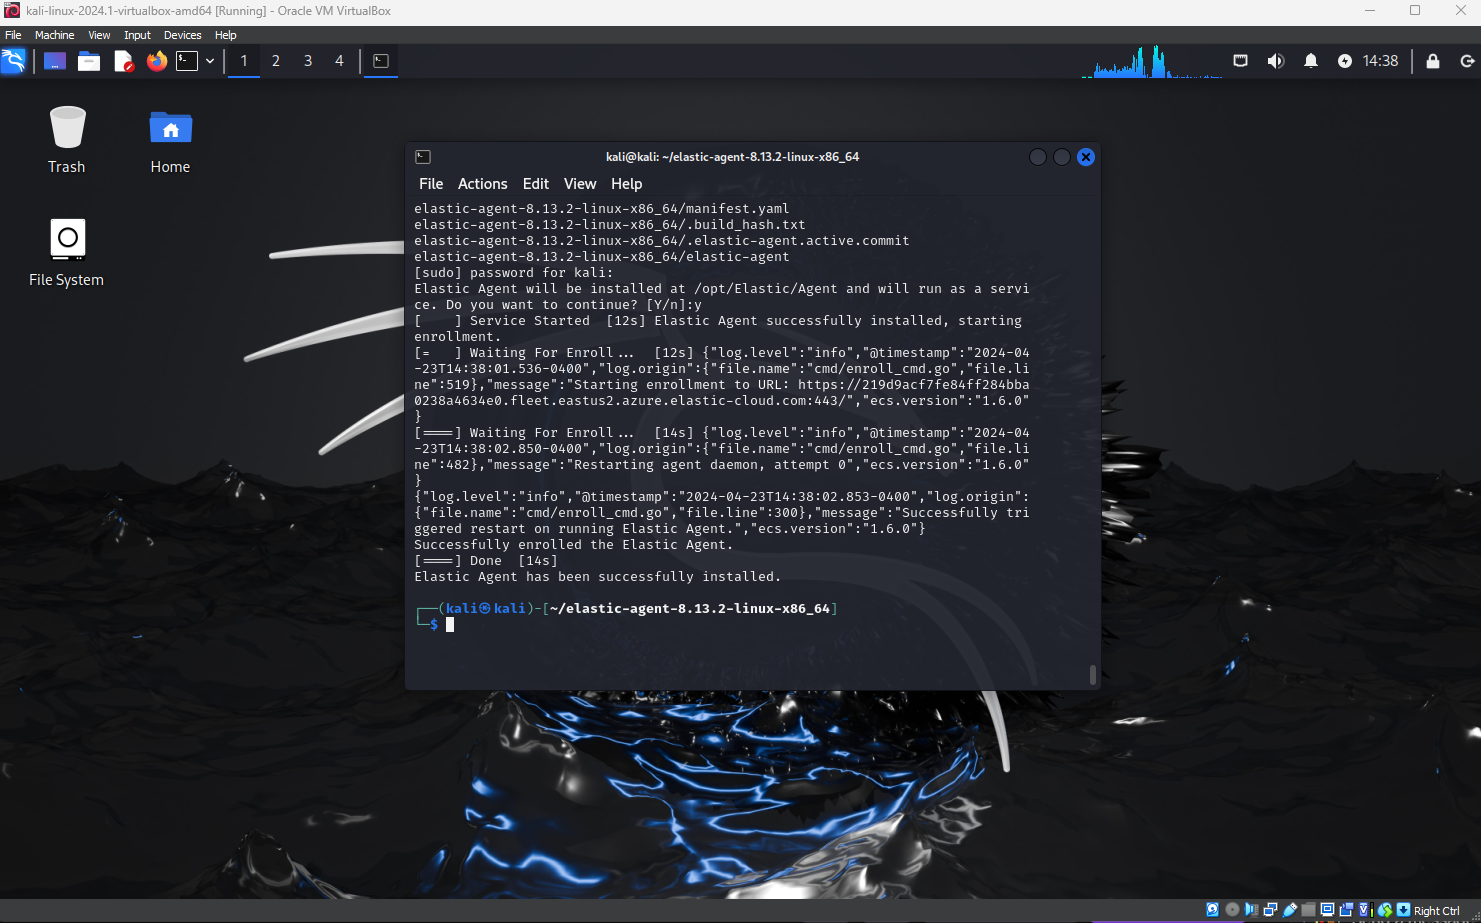 kali-linux-2024.1-virtualbox-amd64 [Running] - Oracle VM VirtualBox
File Machine View Input Devices Help
1 2 3 4 14:38
Trash Home
File System
kali@kali: ~/elastic-agent-8.13.2-linux-x86_64
File Actions Edit View Help
elastic-agent-8.13.2-linux-x86_64/manifest.yaml
elastic-agent-8.13.2-linux-x86_64/.build_hash.txt
elastic-agent-8.13.2-linux-x86_64/.elastic-agent.active.commit
elastic-agent-8.13.2-linux-x86_64/elastic-agent
[sudo] password for kali:
Elastic Agent will be installed at /opt/Elastic/Agent and will run as a servi
ce. Do you want to continue? [Y/n]:y
[    ] Service Started  [12s] Elastic Agent successfully installed, starting
enrollment.
[=   ] Waiting For Enroll...  [12s] {"log.level":"info","@timestamp":"2024-04
-23T14:38:01.536-0400","log.origin":{"file.name":"cmd/enroll_cmd.go","file.li
ne":519},"message":"Starting enrollment to URL: https://219d9acf7fe84ff284bba
0238a4634e0.fleet.eastus2.azure.elastic-cloud.com:443/","ecs.version":"1.6.0"
}
[====] Waiting For Enroll...  [14s] {"log.level":"info","@timestamp":"2024-04
-23T14:38:02.850-0400","log.origin":{"file.name":"cmd/enroll_cmd.go","file.li
ne":482},"message":"Restarting agent daemon, attempt 0","ecs.version":"1.6.0"
}
{"log.level":"info","@timestamp":"2024-04-23T14:38:02.853-0400","log.origin":
{"file.name":"cmd/enroll_cmd.go","file.line":300},"message":"Successfully tri
ggered restart on running Elastic Agent.","ecs.version":"1.6.0"}
Successfully enrolled the Elastic Agent.
[====] Done  [14s]
Elastic Agent has been successfully installed.
┌──(kali㉿kali)-[~/elastic-agent-8.13.2-linux-x86_64]
└─$
Right Ctrl